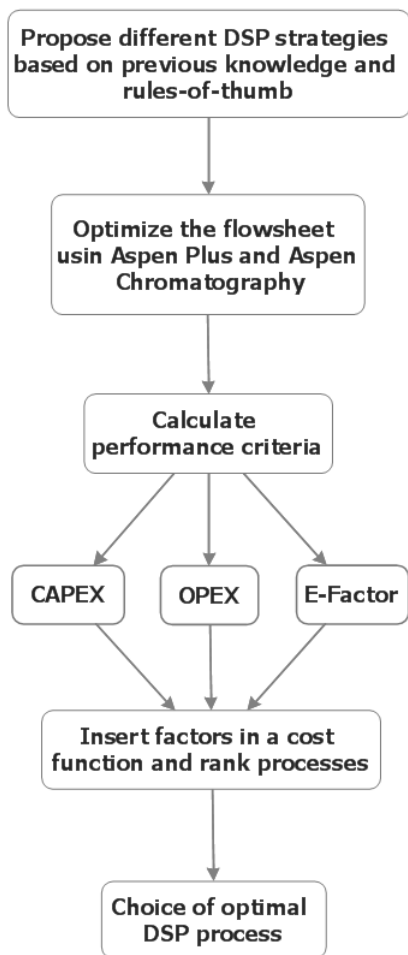 Propose different DSP strategies
based on previous knowledge and
rules-of-thumb
Optimize the flowsheet
usin Aspen Plus and Aspen
Chromatography
Calculate
performance criteria
CAPEX
OPEX
E-Factor
Insert factors in a cost
function and rank processes
Choice of optimal
DSP process